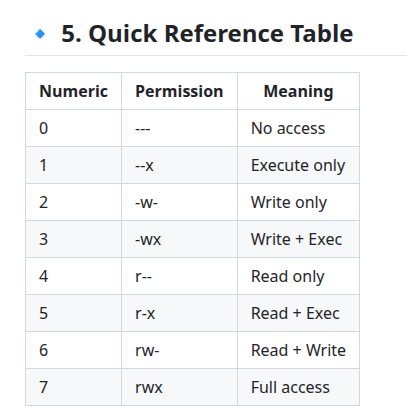 5. Quick Reference Table
Numeric Permission Meaning
0 --- No access
1 --x Execute only
2 -w- Write only
3 -wx Write + Exec
4 r-- Read only
5 r-x Read + Exec
6 rw- Read + Write
7 rwx Full access